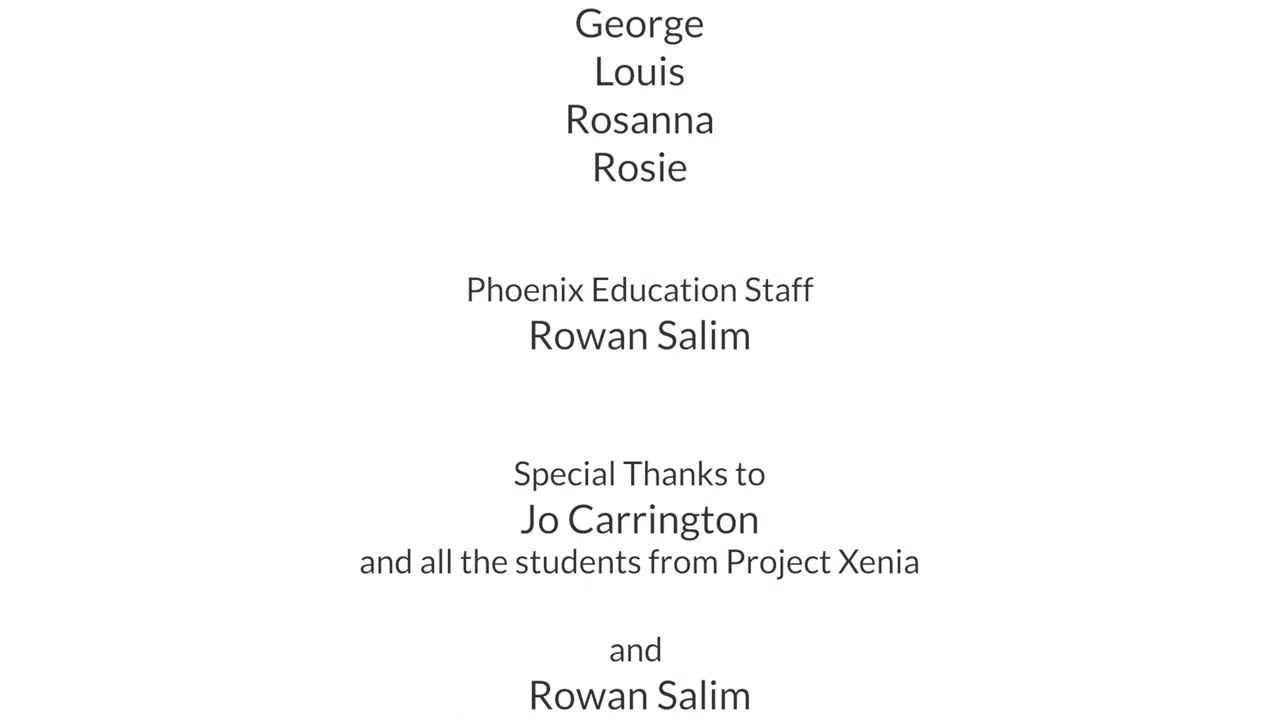 George
Louis
Rosanna
Rosie
Phoenix Education Staff
Rowan Salim
Special Thanks to
Jo Carrington
and all the students from Project Xenia
and
Rowan Salim